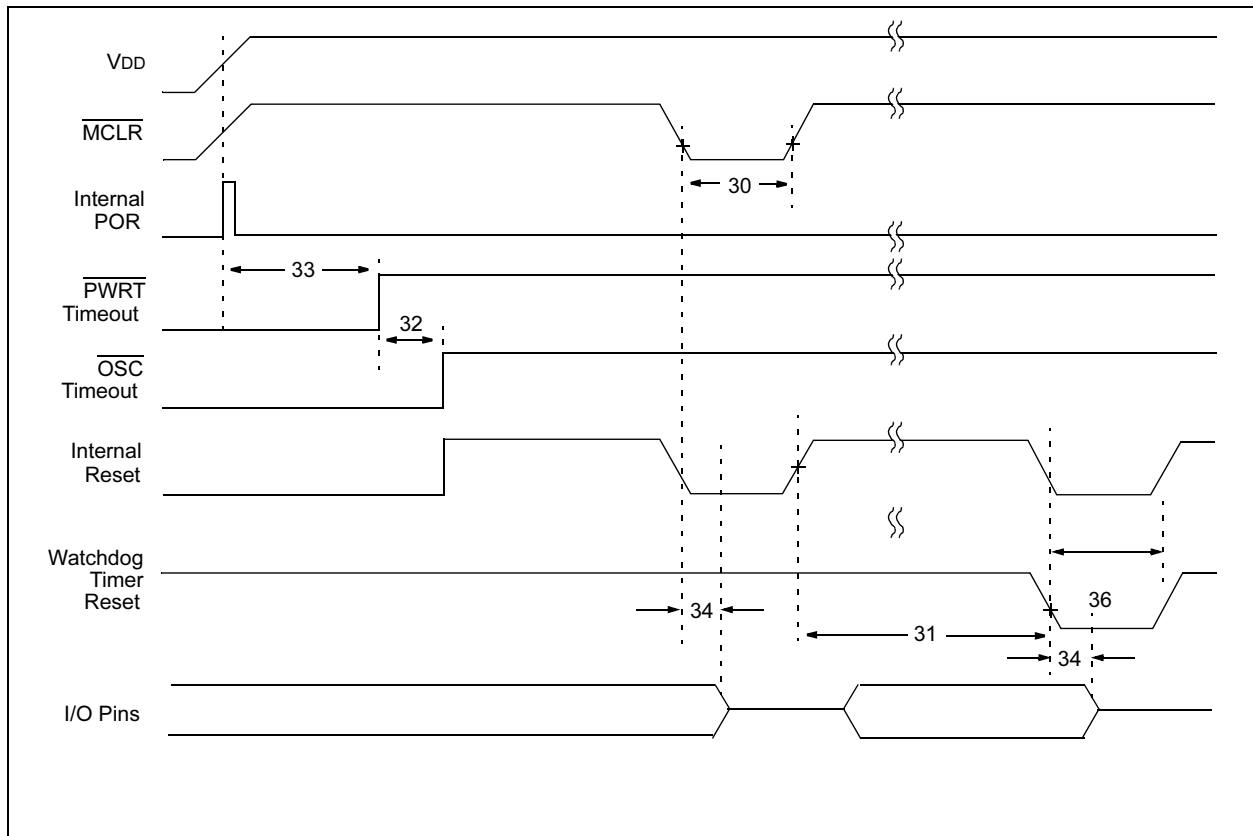 VDD
MCLR
Internal
POR
30
33
PWRT
Timeout
32
OSC
Timeout
Internal
Reset
Watchdog
Timer
Reset
34
36
31
34
I/O Pins